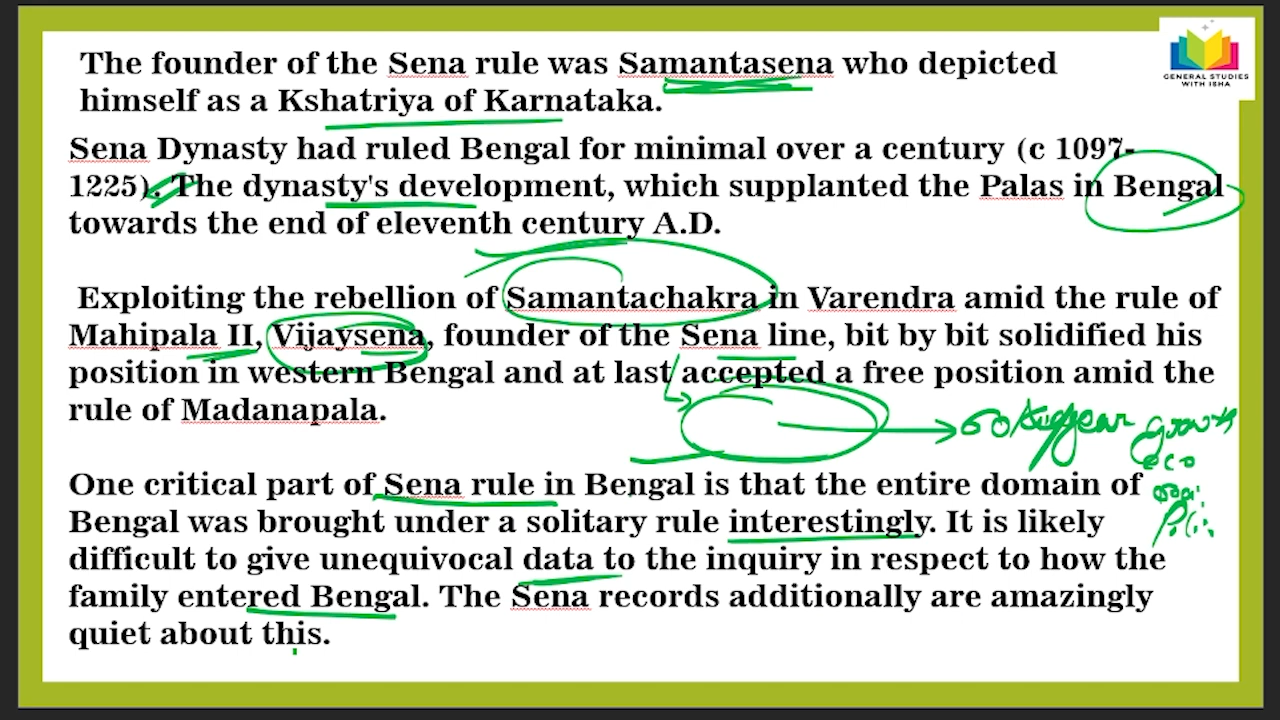 The founder of the Sena rule was Samantasena who depicted
himself as a Kshatriya of Karnataka.
GENERAL STUDIES
WITH ISHA
Sena Dynasty had ruled Bengal for minimal over a century (c 1097-
1225). The dynasty's development, which supplanted the Palas in Bengal
towards the end of eleventh century A.D.
Exploiting the rebellion of Samantachakra in Varendra amid the rule of
Mahipala II, Vijaysena, founder of the Sena line, bit by bit solidified his
position in western Bengal and at last accepted a free position amid the
rule of Madanapala.
60
growth
eco
One critical part of Sena rule in Bengal is that the entire domain of
Bengal was brought under a solitary rule interestingly. It is likely
difficult to give unequivocal data to the inquiry in respect to how the
family entered Bengal. The Sena records additionally are amazingly
quiet about this.